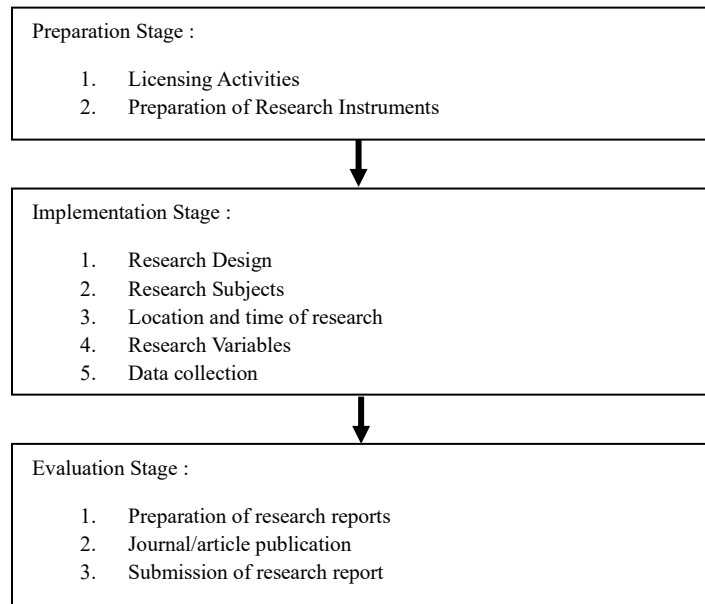 Preparation Stage :
1. Licensing Activities
2. Preparation of Research Instruments
Implementation Stage :
1. Research Design
2. Research Subjects
3. Location and time of research
4. Research Variables
5. Data collection
Evaluation Stage :
1. Preparation of research reports
2. Journal/article publication
3. Submission of research report